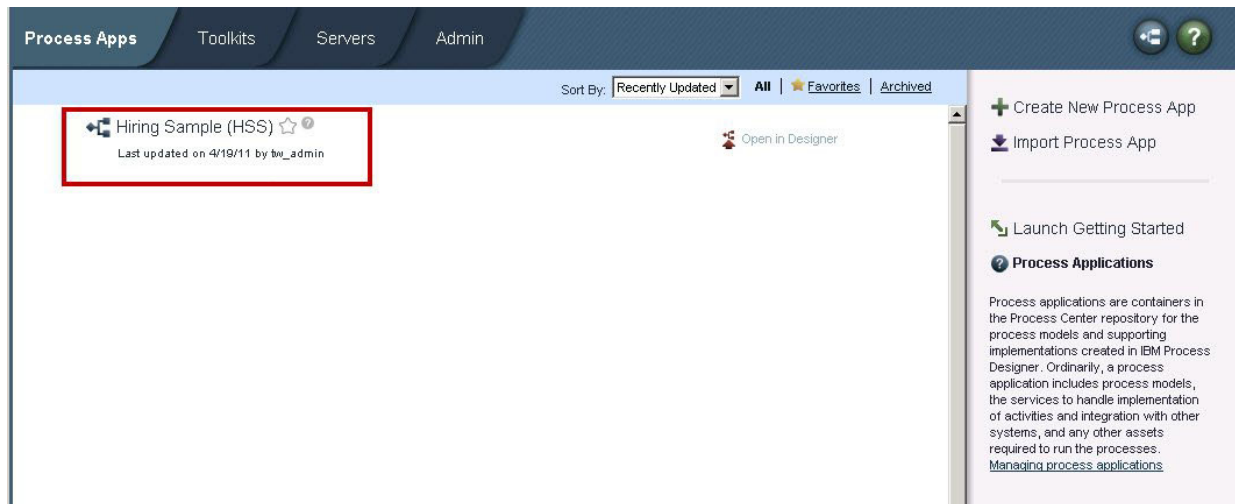 Process Apps
Toolkits
Servers
Admin
Sort By: Recently Updated All | Favorites | Archived
Hiring Sample (HSS)
Last updated on 4/19/11 by tw_admin
Open in Designer
Create New Process App
Import Process App
Launch Getting Started
Process Applications
Process applications are containers in
the Process Center repository for the
process models and supporting
implementations created in IBM Process
Designer. Ordinarily, a process
application includes process models,
the services to handle implementation
of activities and integration with other
systems, and any other assets
required to run the processes.
Managing process applications